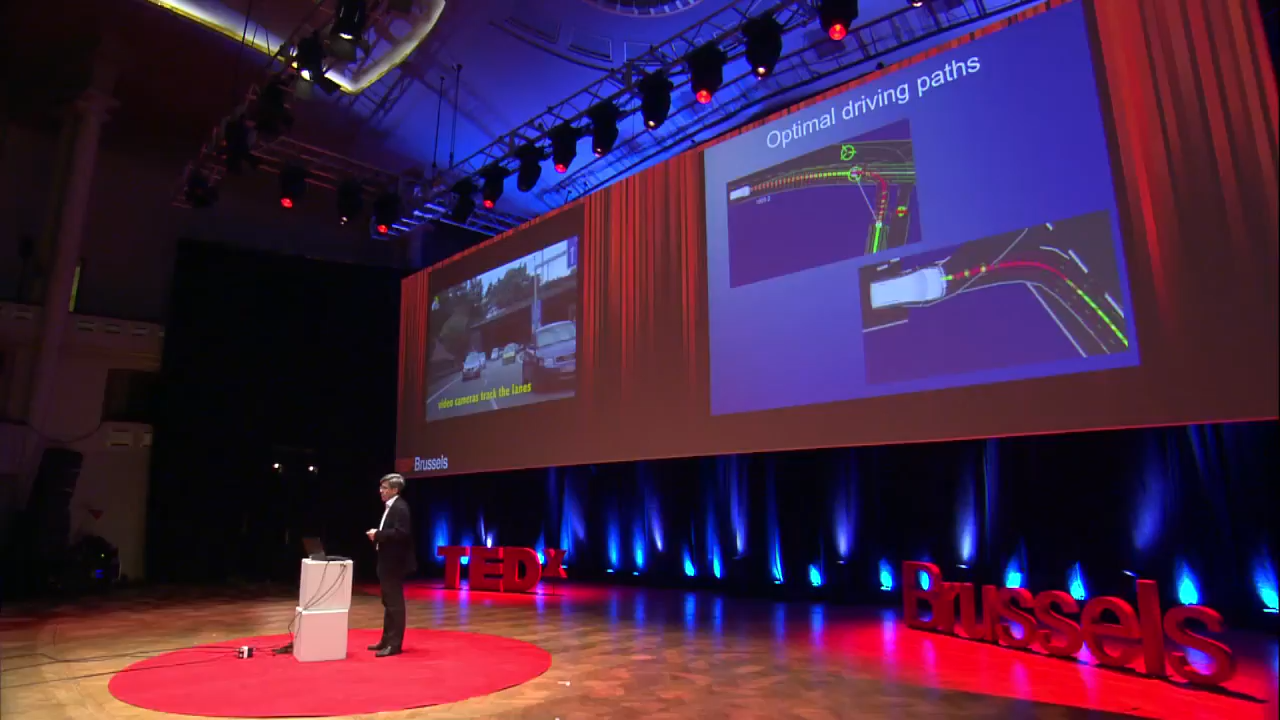 Optimal driving paths
video cameras track the lanes
Brussels
TEDx
Brussels